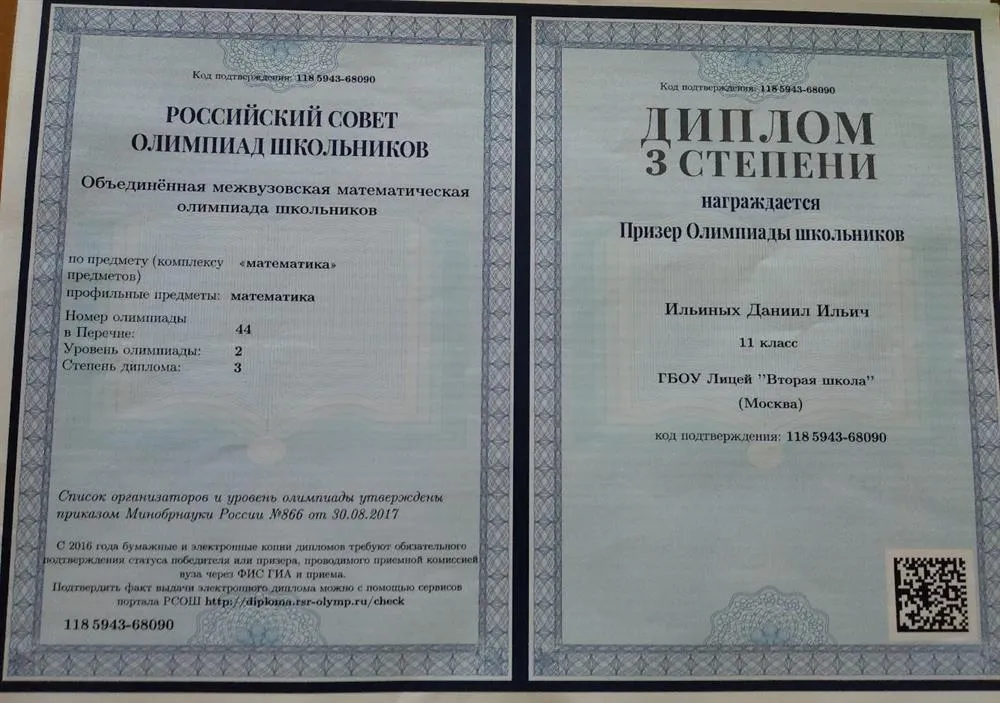 Код подтверждения: 118 5943-68090
РОССИЙСКИЙ СОВЕТ
ОЛИМПИАД ШКОЛЬНИКОВ
Объединённая межвузовская математическая
олимпиада школьников
по предмету (комплексу «математика»
предметов)
профильные предметы: математика
Номер олимпиады
в Перечне: 44
Уровень олимпиады: 2
Степень диплома: 3
Список организаторов и уровень олимпиады утверждены
приказом Минобрнауки России №866 от 30.08.2017
С 2016 года бумажные и электронные копии дипломов требуют обязательного
подтверждения статуса победителя или призера, проводимого приемной комиссией
вуза через ФИС ГИА и приема.
Подтвердить факт выдачи электронного диплома можно с помощью сервисов
портала РСОШ http://diploma.rsr-olymp.ru/check
118 5943-68090
Код подтверждения: 118 5943-68090
ДИПЛОМ
3 СТЕПЕНИ
награждается
Призер Олимпиады школьников
Ильиных Даниил Ильич
11 класс
ГБОУ Лицей "Вторая школа"
(Москва)
код подтверждения: 118 5943-68090